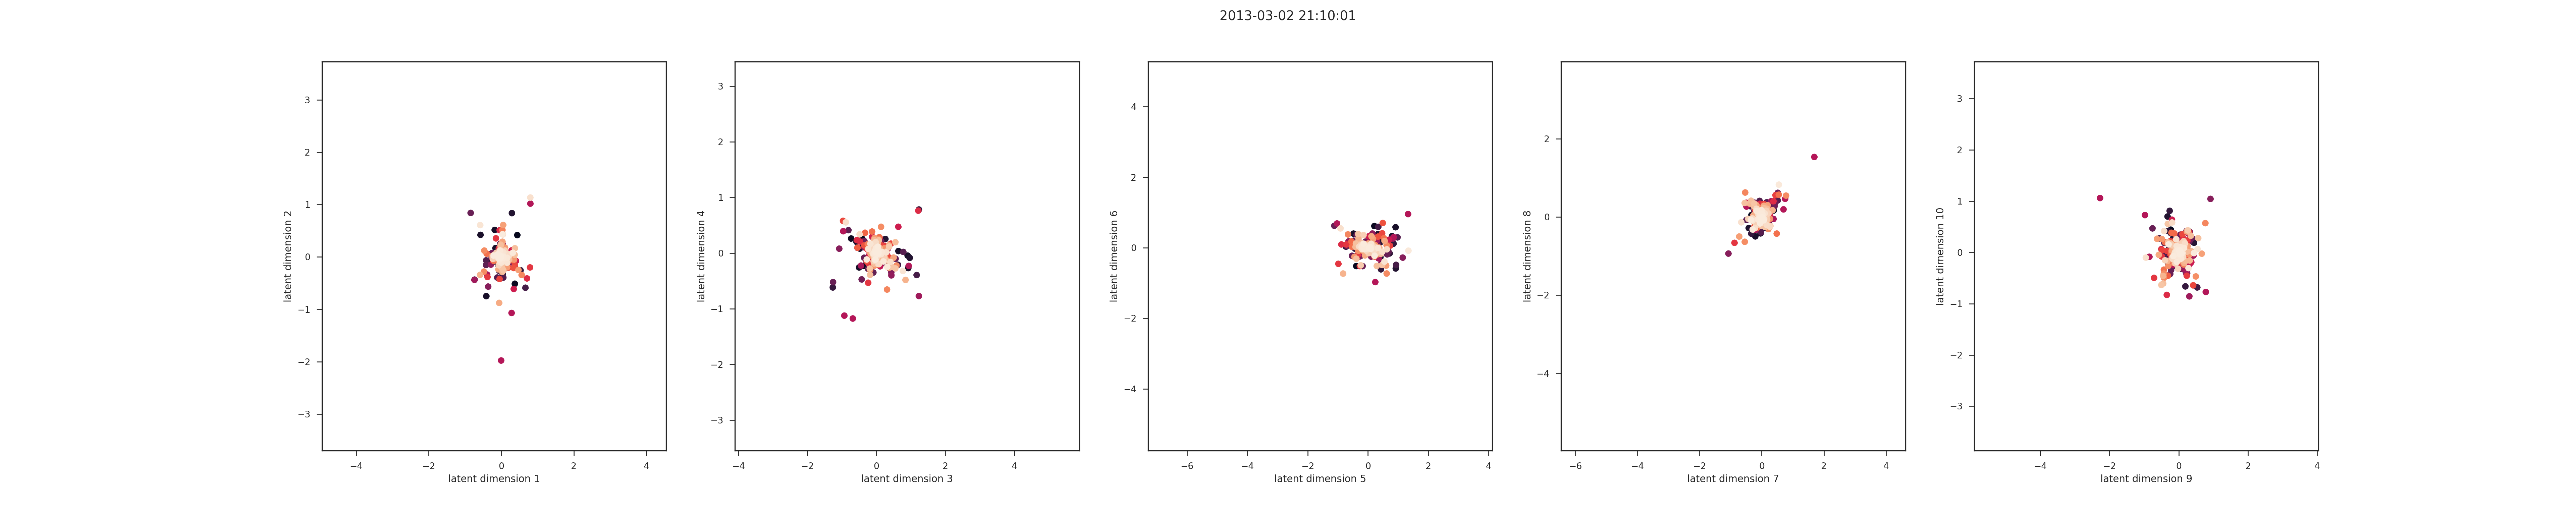 2013-03-02 21:10:01
latent dimension 2
3
2
1
0
−1
−2
−3
−4 −2 0 2 4
latent dimension 1
latent dimension 4
3
2
1
0
−1
−2
−3
−4 −2 0 2 4
latent dimension 3
latent dimension 6
4
2
0
−2
−4
−6 −4 −2 0 2 4
latent dimension 5
latent dimension 8
2
0
−2
−4
−6 −4 −2 0 2 4
latent dimension 7
latent dimension 10
3
2
1
0
−1
−2
−3
−4 −2 0 2 4
latent dimension 9